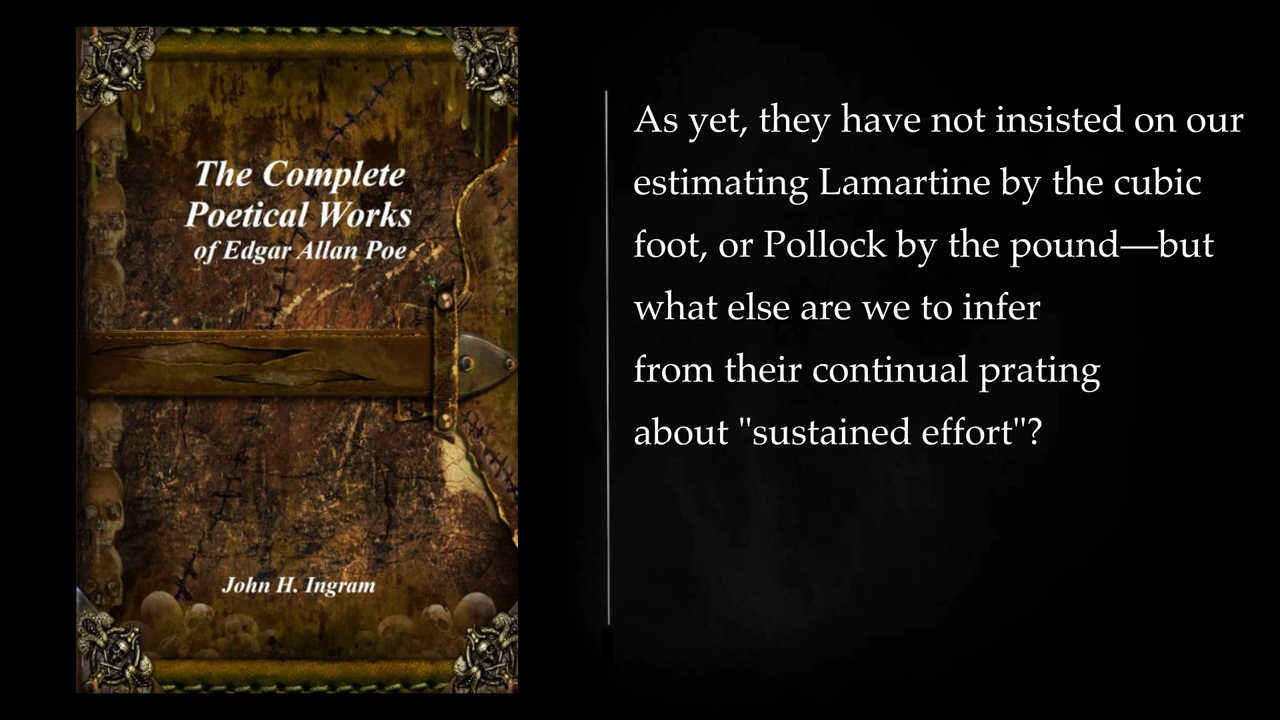 The Complete
Poetical Works
of Edgar Allan Poe
John H. Ingram
As yet, they have not insisted on our
estimating Lamartine by the cubic
foot, or Pollock by the pound—but
what else are we to infer
from their continual prating
about "sustained effort"?